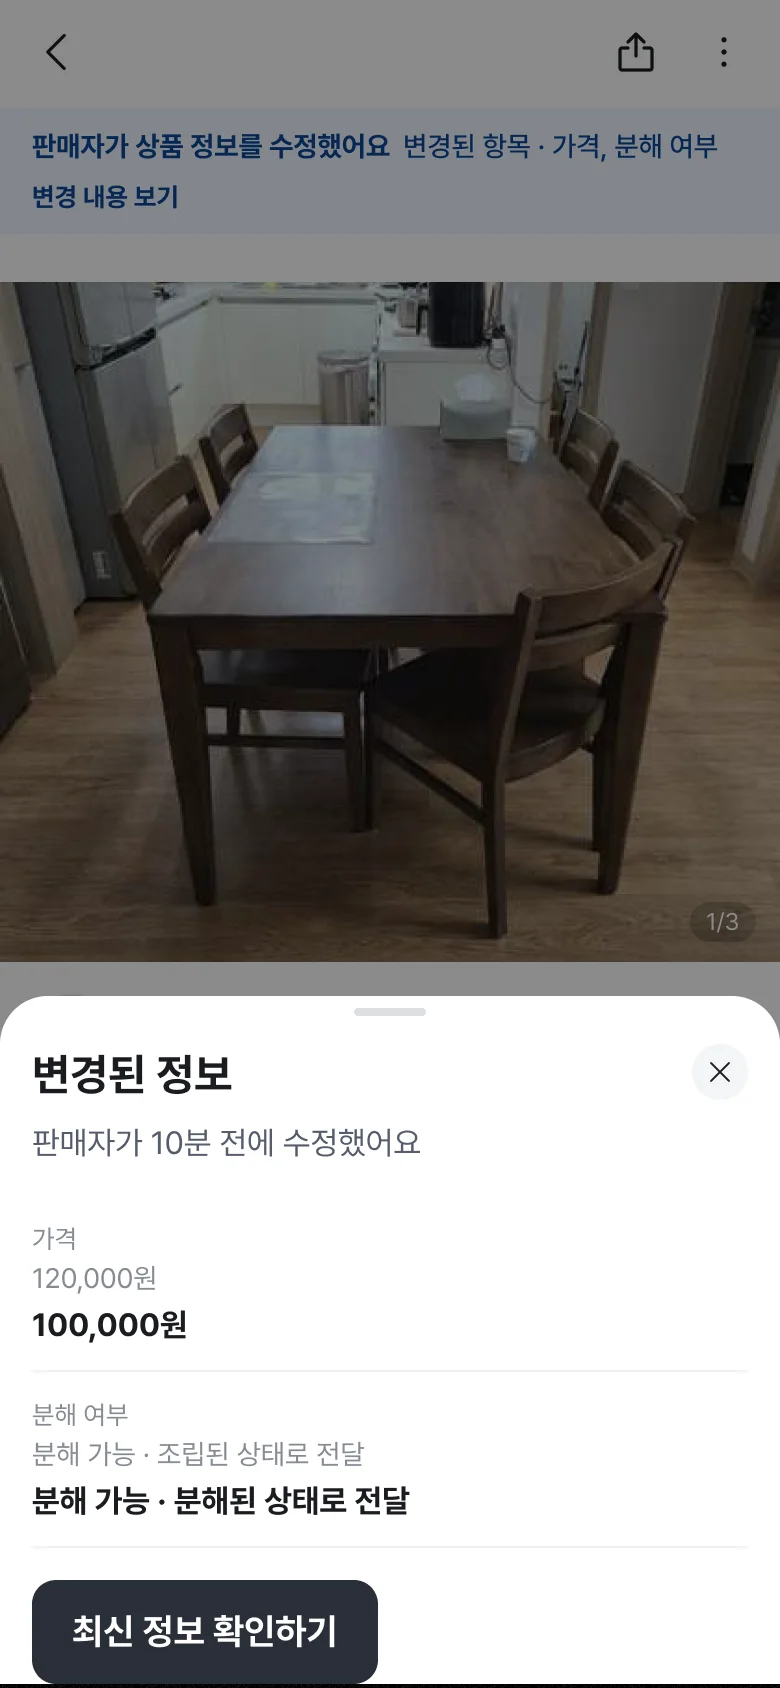 판매자가 상품 정보를 수정했어요 변경된 항목 · 가격, 분해 여부
변경 내용 보기
1/3
변경된 정보
판매자가 10분 전에 수정했어요
가격
120,000원
100,000원
분해 여부
분해 가능 · 조립된 상태로 전달
분해 가능 · 분해된 상태로 전달
최신 정보 확인하기